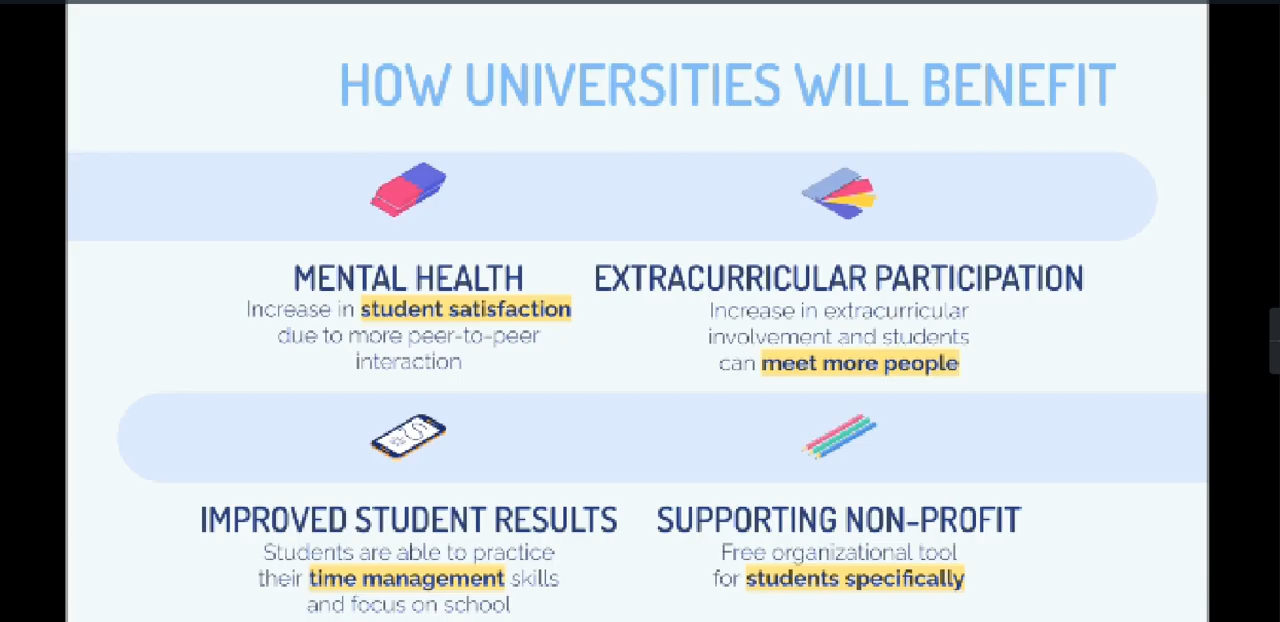 HOW UNIVERSITIES WILL BENEFIT
MENTAL HEALTH
Increase in student satisfaction
due to more peer-to-peer
interaction
EXTRACURRICULAR PARTICIPATION
Increase in extracurricular
involvement and students
can meet more people
IMPROVED STUDENT RESULTS
Students are able to practice
their time management skills
and focus on school
SUPPORTING NON-PROFIT
Free organizational tool
for students specifically